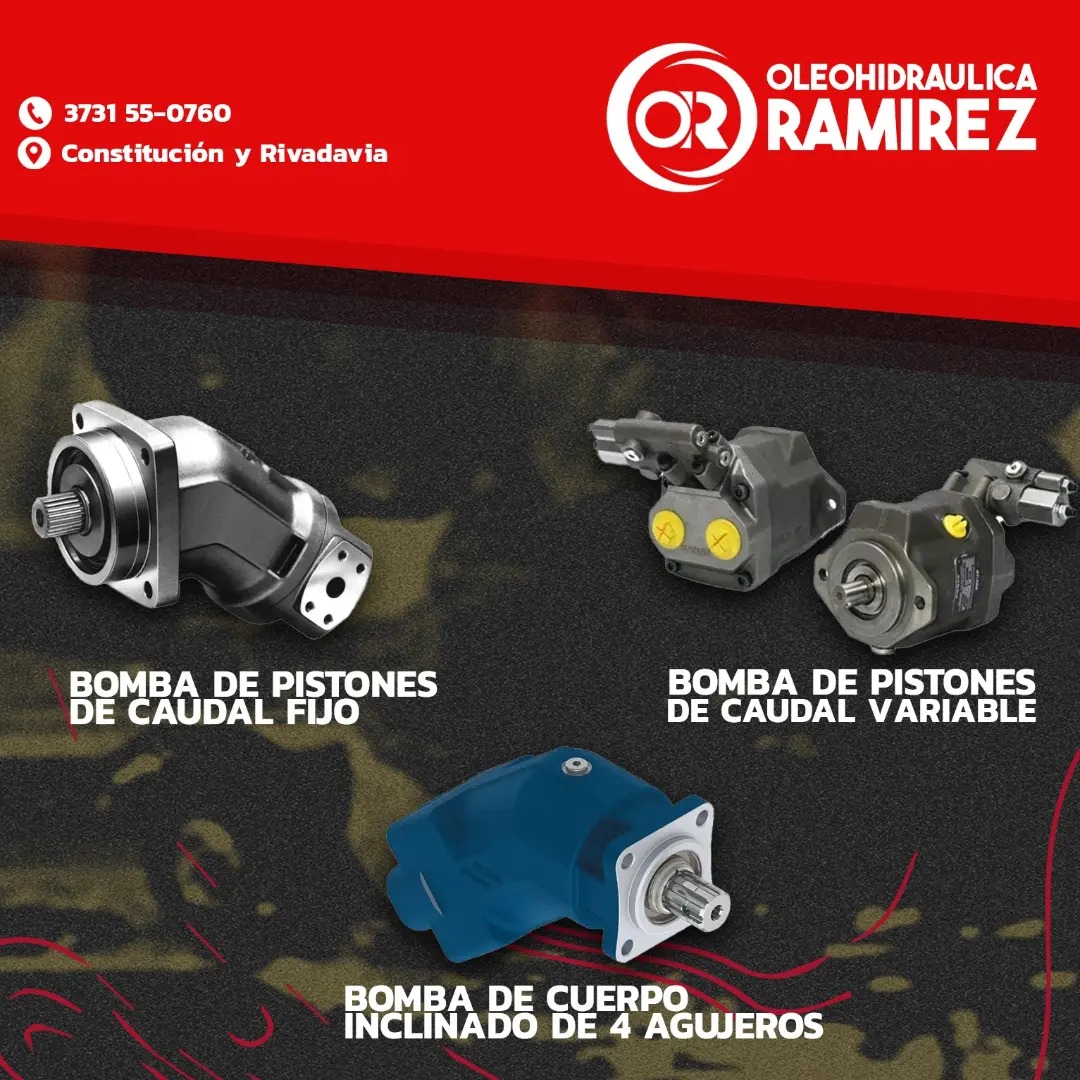 3731 55-0760
Constitución y Rivadavia
OR
OLEOHIDRAULICA
RAMIREZ
BOMBA DE PISTONES
DE CAUDAL FIJO
BOMBA DE PISTONES
DE CAUDAL VARIABLE
BOMBA DE CUERPO
INCLINADO DE 4 AGUJEROS